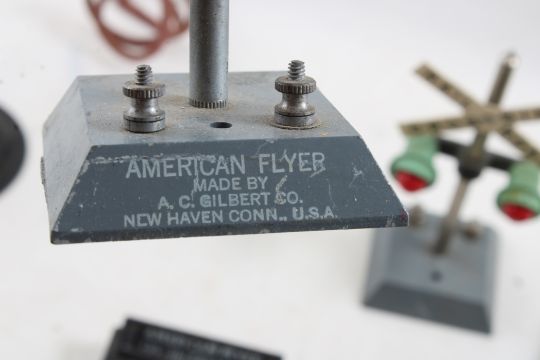 AMERICAN FLYER
MADE BY
A. C. GILBERT CO.
NEW HAVEN CONN., U.S.A.